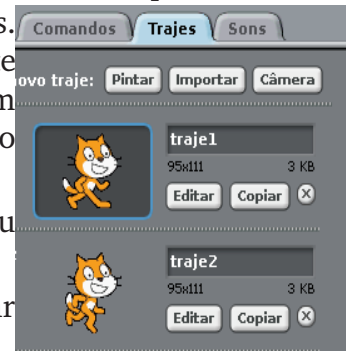 s.
Comandos Trajes Sons
e
ovo traje: Pintar Importar Câmera
m
o
traje1
95x111 3 KB
Editar Copiar X
u
traje2
95x111 3 KB
Editar Copiar X
ir